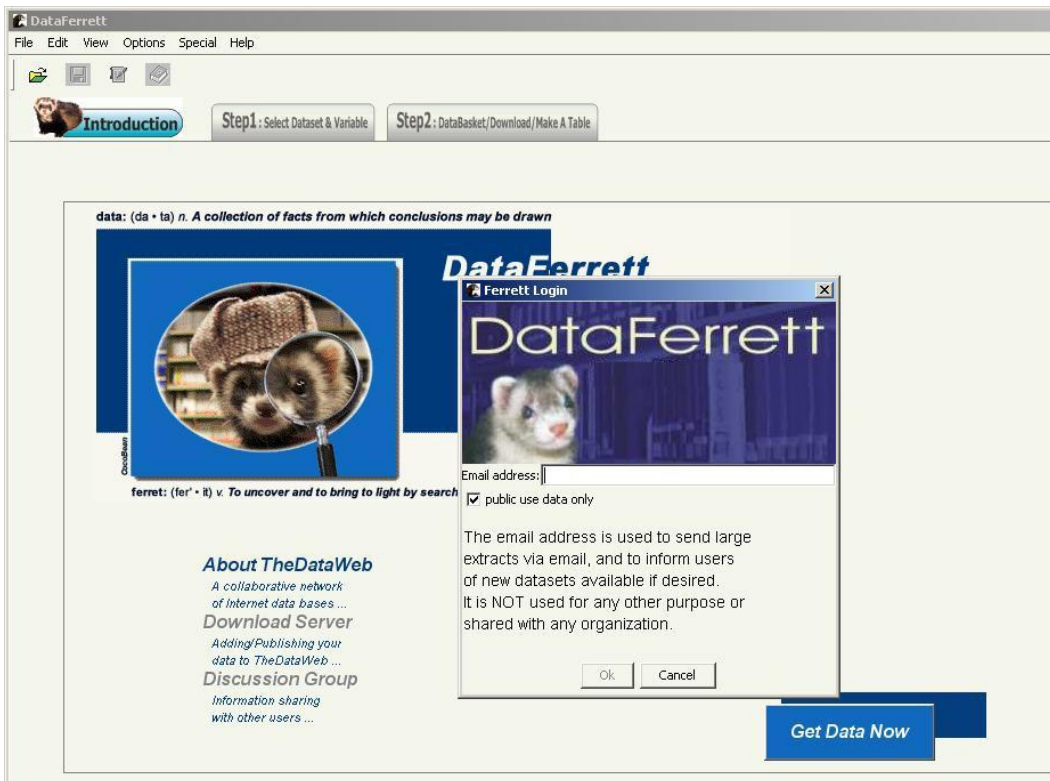 DataFerrett
File Edit View Options Special Help
Introduction
Step1 : Select Dataset & Variable
Step2 : DataBasket/Download/Make A Table
data: (da • ta) n. A collection of facts from which conclusions may be drawn
DataFerrett
CocoBean
ferret: (fer' • it) v. To uncover and to bring to light by search
About TheDataWeb
A collaborative network
of Internet data bases ...
Download Server
Adding/Publishing your
data to TheDataWeb ...
Discussion Group
Information sharing
with other users ...
Ferrett Login
DataFerrett
Email address:
public use data only
The email address is used to send large
extracts via email, and to inform users
of new datasets available if desired.
It is NOT used for any other purpose or
shared with any organization.
Ok Cancel
Get Data Now